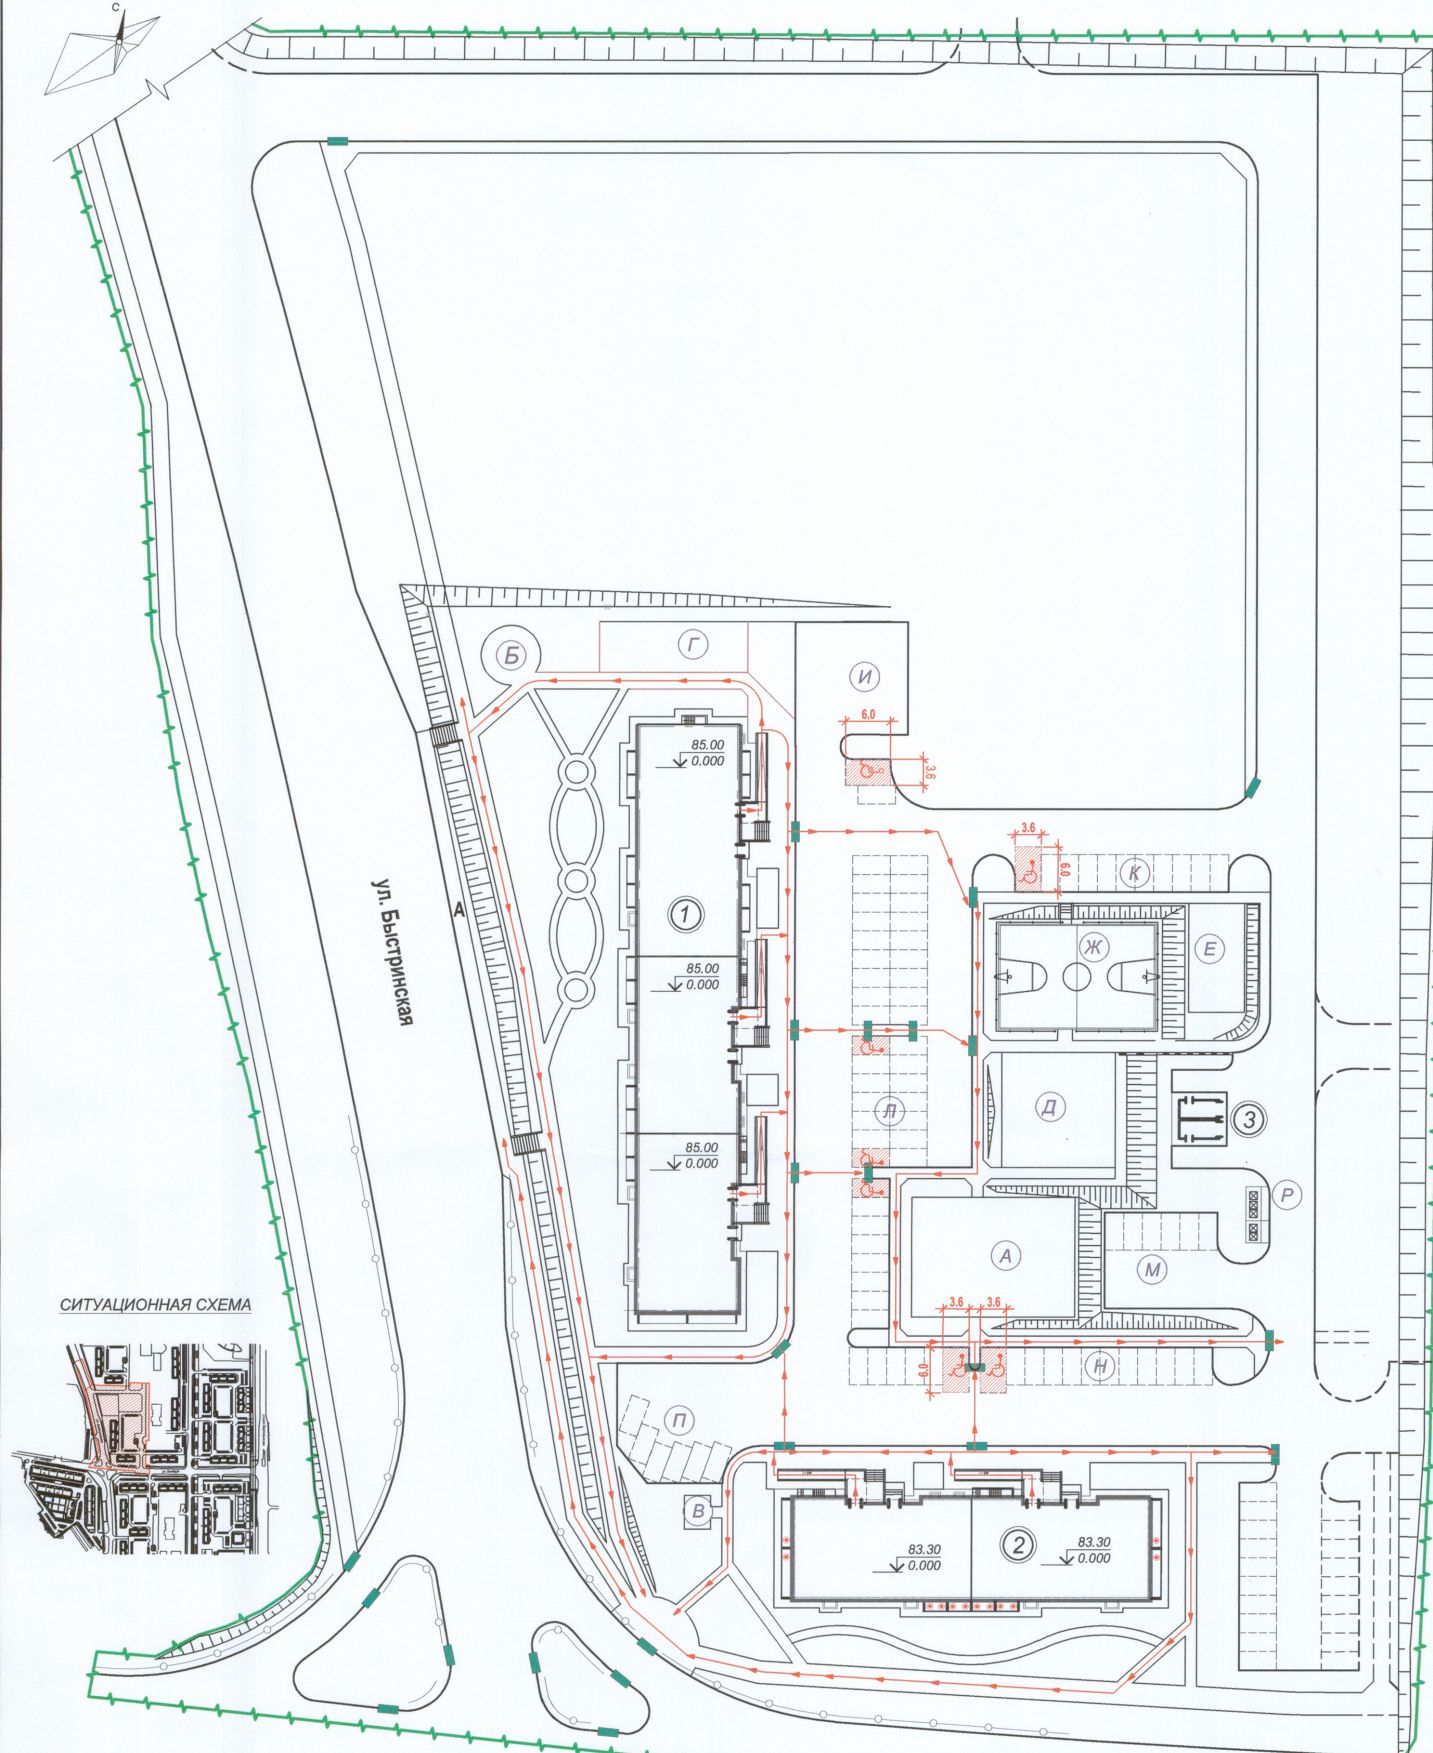 С
Б
Г
И
6.0
85.00
0.000
3.6
3.6
6.0
К
ул. Быстринская
А
1
Ж
Е
85.00
0.000
Л
Д
3
85.00
0.000
Р
А
М
СИТУАЦИОННАЯ СХЕМА
3.6
3.6
6.0
Н
П
В
83.30
0.000
2
83.30
0.000